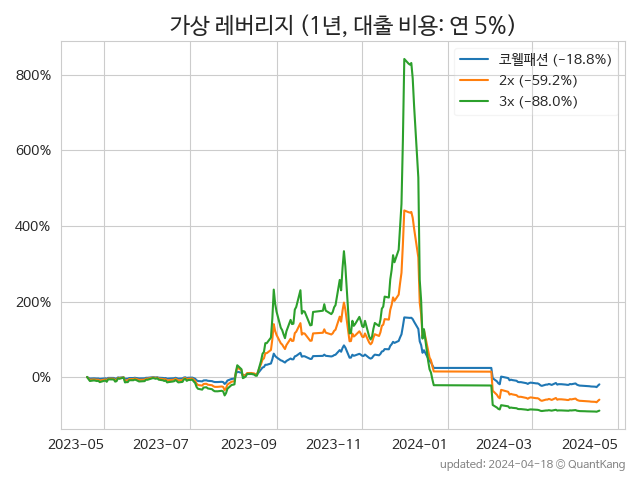 가상 레버리지 (1년, 대출 비용: 연 5%)
코웰패션 (-18.8%)
2x (-59.2%)
3x (-88.0%)
800%
600%
400%
200%
0%
2023-05 2023-07 2023-09 2023-11 2024-01 2024-03 2024-05
updated: 2024-04-18 © QuantKang